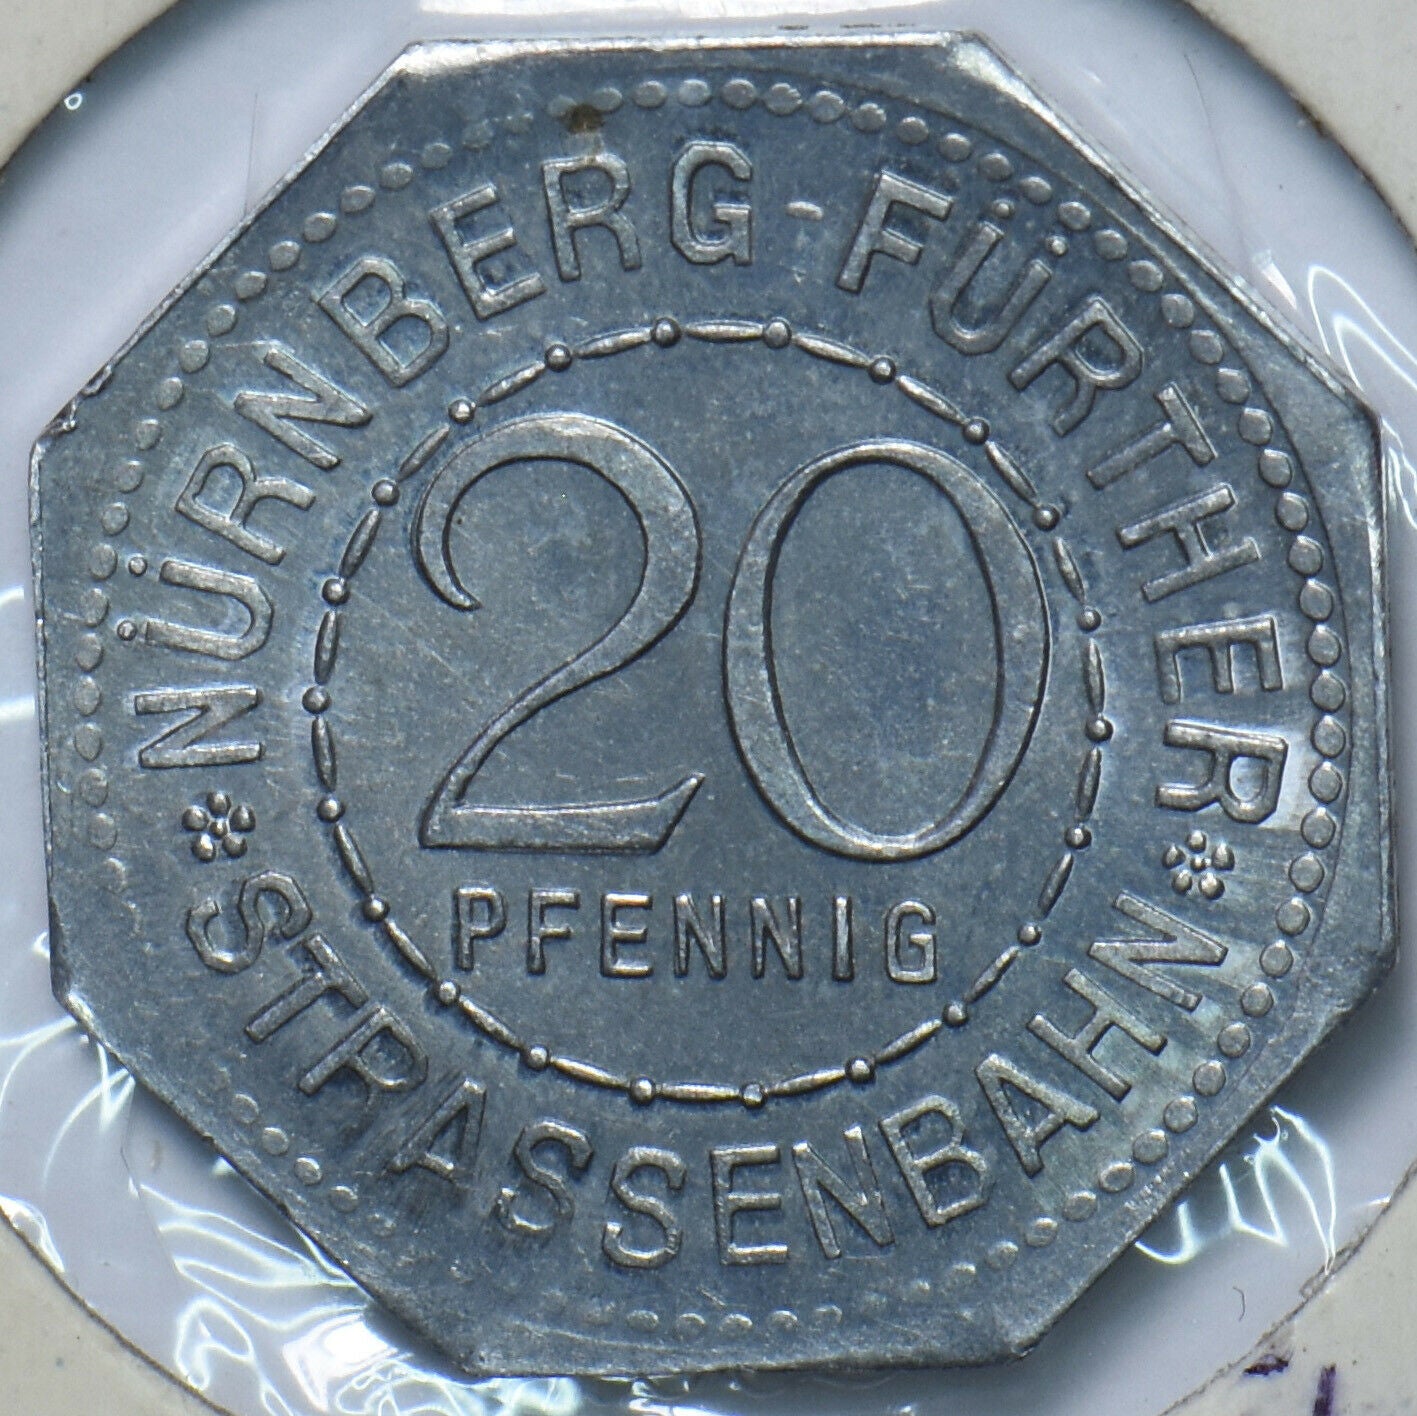 NÜRNBERG-FÜRTHER
20
PFENNIG
STRASSENBAHN